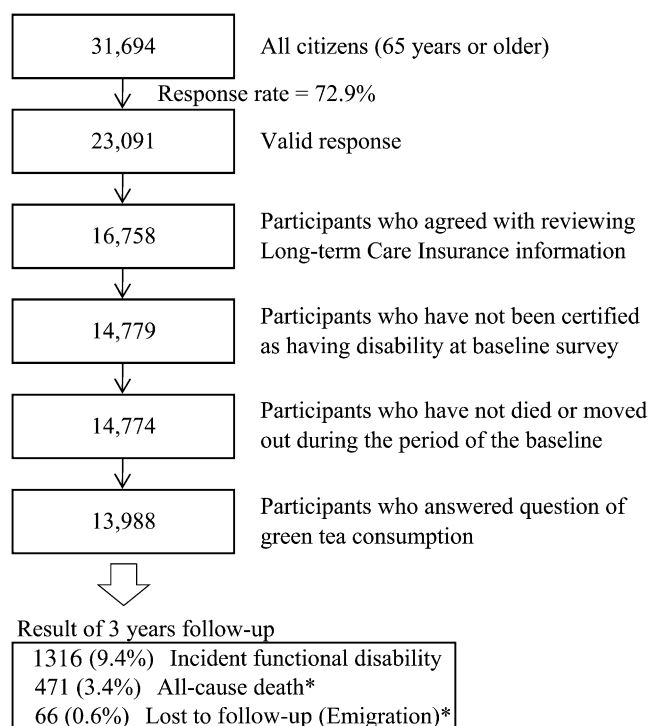 31,694 All citizens (65 years or older)
Response rate = 72.9%
23,091 Valid response
16,758 Participants who agreed with reviewing
Long-term Care Insurance information
14,779 Participants who have not been certified
as having disability at baseline survey
14,774 Participants who have not died or moved
out during the period of the baseline
13,988 Participants who answered question of
green tea consumption
Result of 3 years follow-up
1316 (9.4%) Incident functional disability
471 (3.4%) All-cause death*
66 (0.6%) Lost to follow-up (Emigration)*